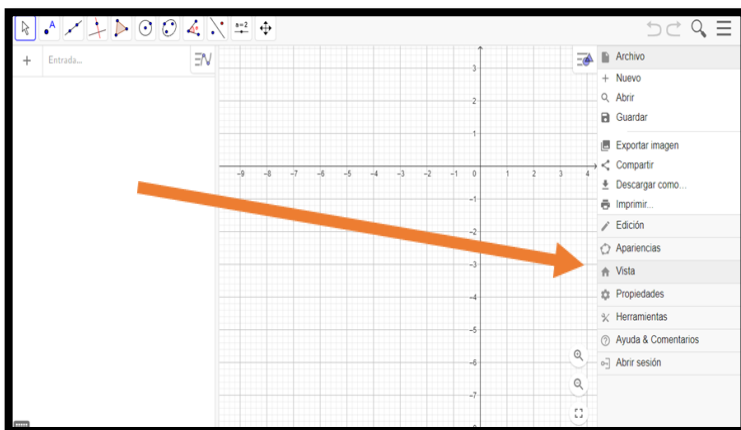 A
a=2
+ Entrada...
3
2
1
-9 -8 -7 -6 -5 -4 -3 -2 -1 0 1 2 3 4
-1
-2
-3
-4
-5
-6
-7
Archivo
+ Nuevo
Abrir
Guardar
Exportar imagen
Compartir
Descargar como...
Imprimir...
Edición
Apariencias
Vista
Propiedades
Herramientas
Ayuda & Comentarios
Abrir sesión